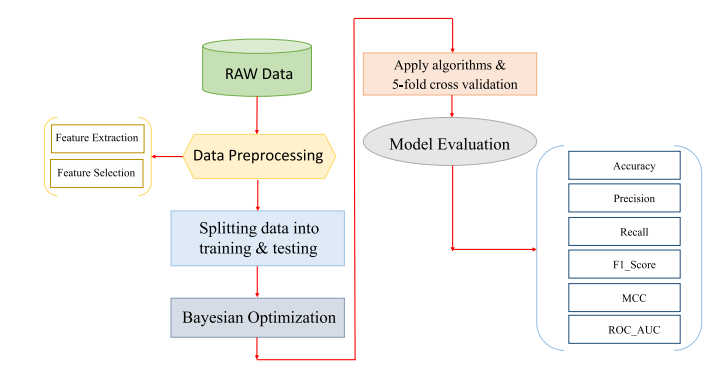 RAW Data
Feature Extraction
Feature Selection
Data Preprocessing
Splitting data into
training & testing
Bayesian Optimization
Apply algorithms &
5-fold cross validation
Model Evaluation
Accuracy
Precision
Recall
F1_Score
MCC
ROC_AUC